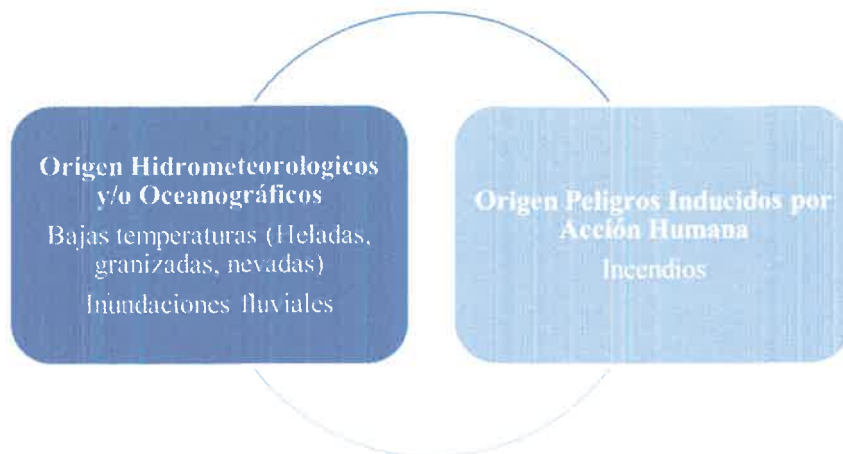 Origen Hidrometeorologicos
y/o Oceanográficos
Bajas temperaturas (Heladas,
granizadas, nevadas)
Inundaciones fluviales
Origen Peligros Inducidos por
Acción Humana
Incendios